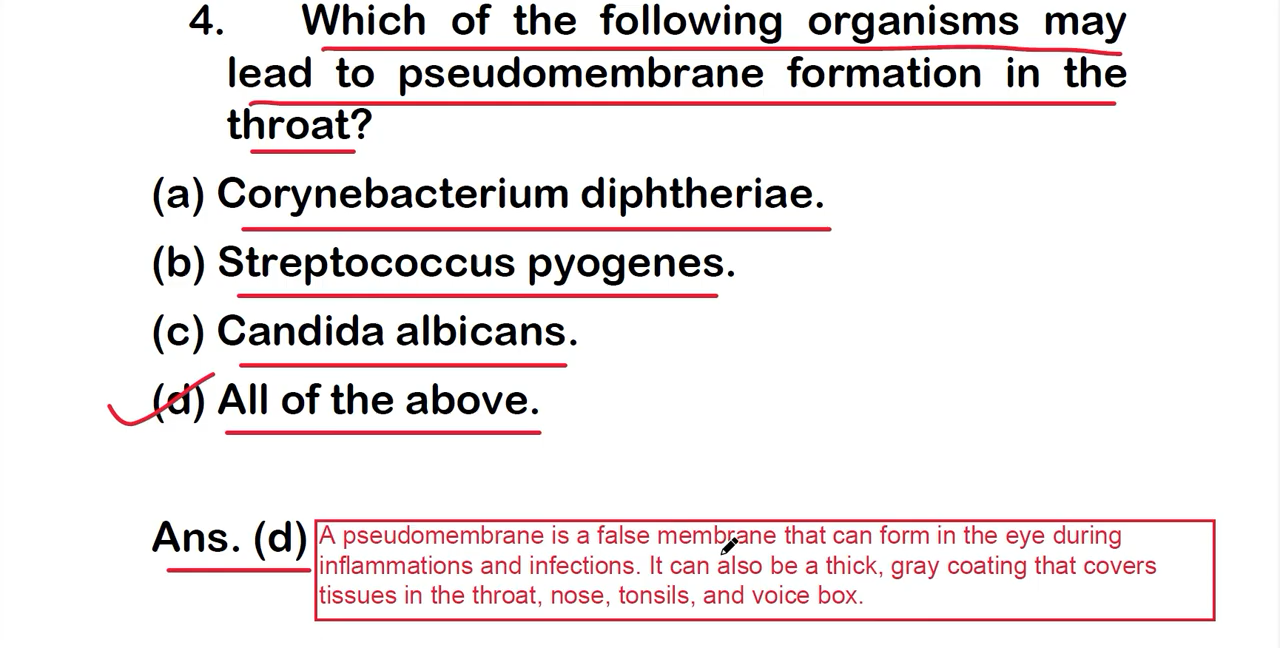 4. Which of the following organisms may
lead to pseudomembrane formation in the
throat?
(a) Corynebacterium diphtheriae.
(b) Streptococcus pyogenes.
(c) Candida albicans.
(d) All of the above.
Ans. (d)
A pseudomembrane is a false membrane that can form in the eye during
inflammations and infections. It can also be a thick, gray coating that covers
tissues in the throat, nose, tonsils, and voice box.